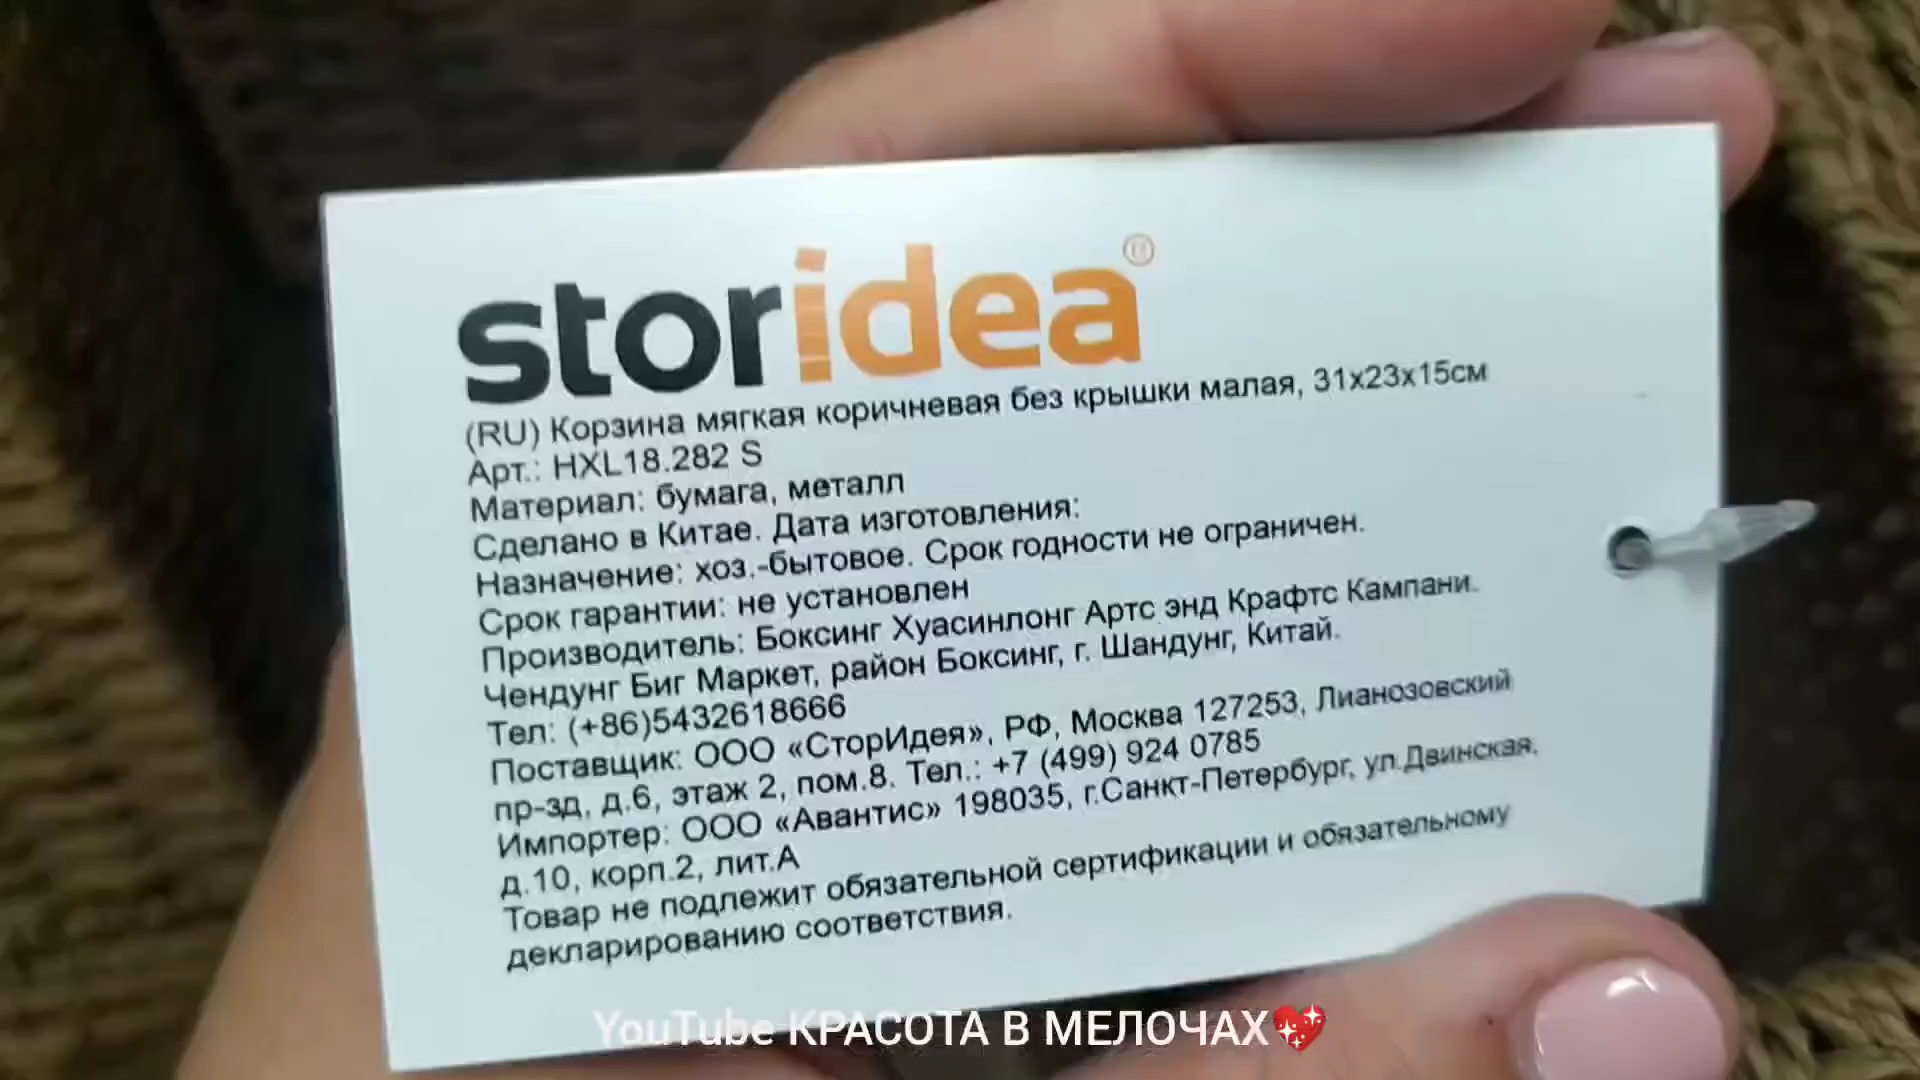 storidea
(RU) Корзина мягкая коричневая без крышки малая, 31х23х15см
Арт.: HXL18.282 S
Материал: бумага, металл
Сделано в Китае. Дата изготовления:
Назначение: хоз.-бытовое. Срок годности не ограничен.
Срок гарантии: не установлен
Производитель: Боксинг Хуасинлонг Артс энд Крафтс Кампани.
Чендунг Биг Маркет, район Боксинг, г. Шандунг, Китай.
Тел: (+86)5432618666
Поставщик: ООО «СторИдея», РФ, Москва 127253, Лианозовский
пр-зд, д.6, этаж 2, пом.8. Тел.: +7 (499) 924 0785
Импортер: ООО «Авантис» 198035, г.Санкт-Петербург, ул.Двинская,
д.10, корп.2, лит.А
Товар не подлежит обязательной сертификации и обязательному
декларированию соответствия.
YouTube КРАСОТА В МЕЛОЧАХ💖